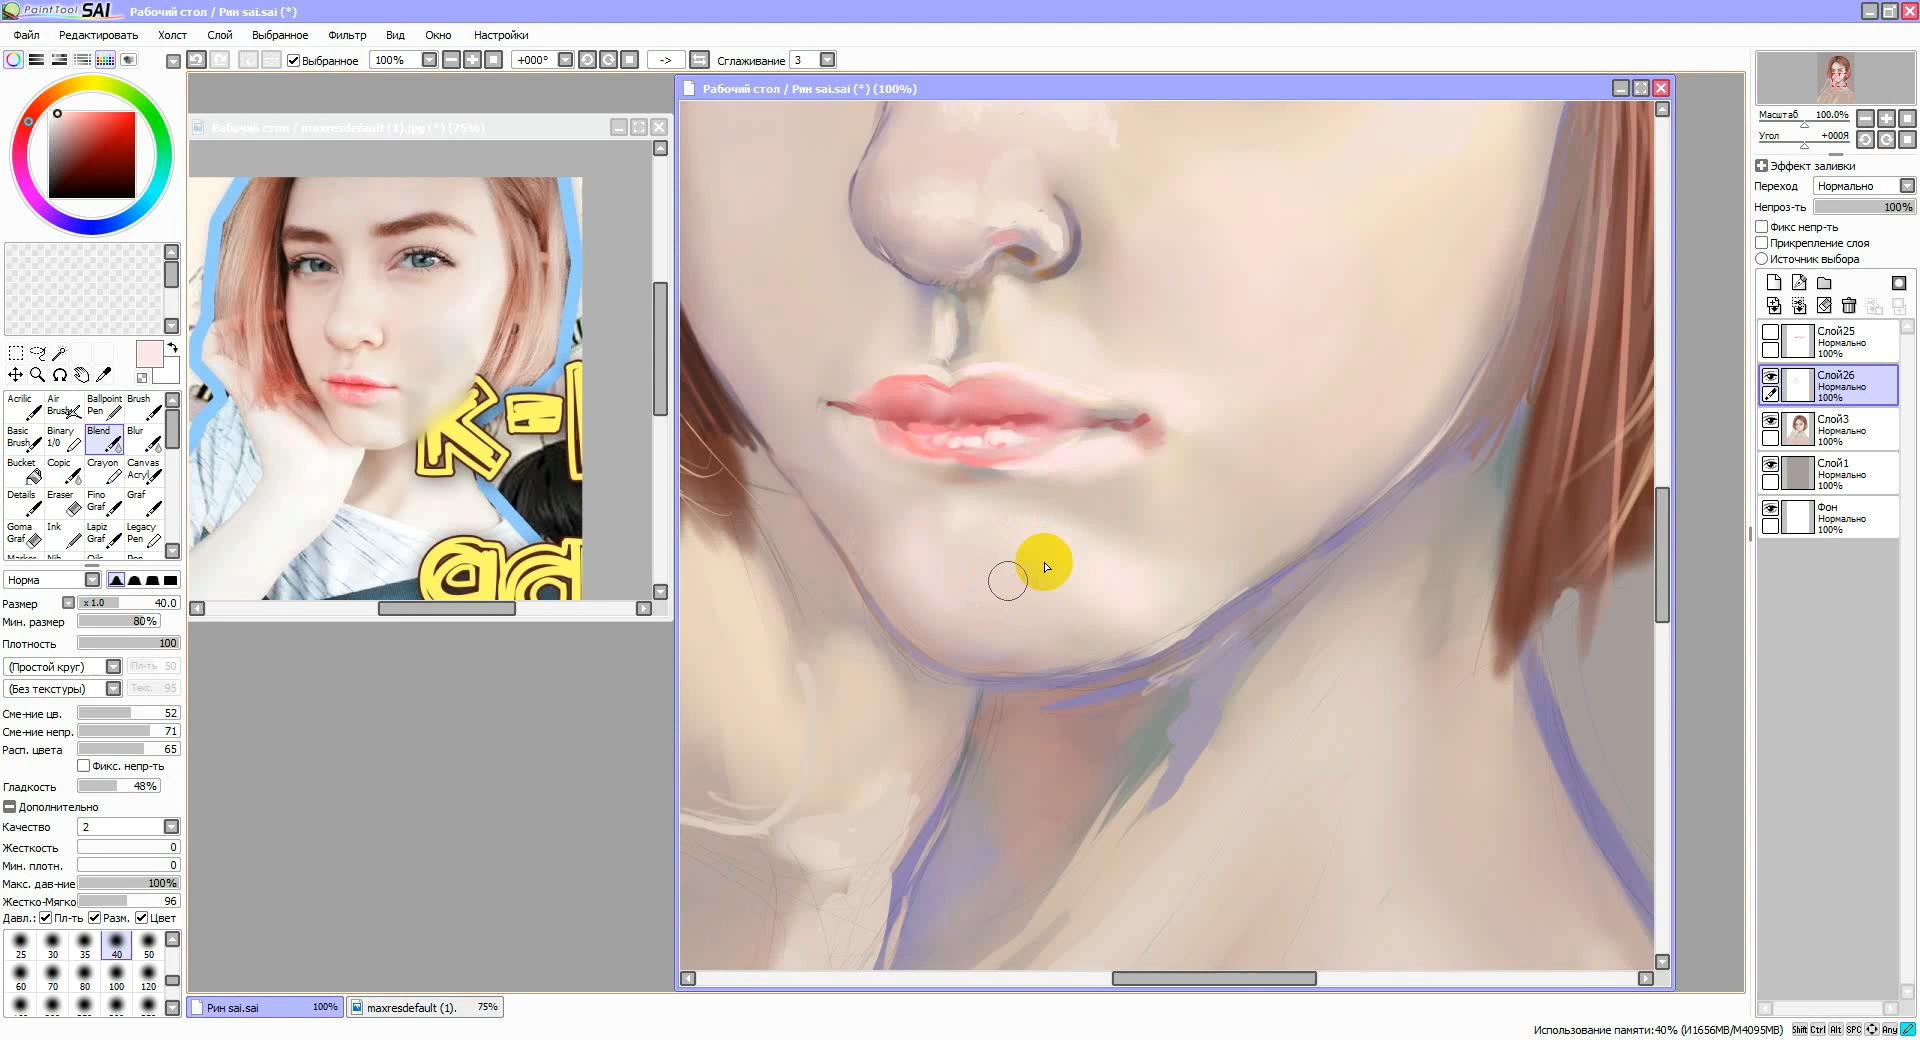 PaintTool SAI Рабочий стол / Рин sai.sai (*)
Файл Редактировать Холст Слой Выбранное Фильтр Вид Окно Настройки
Выбранное 100% +000° -> Сглаживание 3
Рабочий стол / maxresdefault (1).jpg (*) (75%)
Рабочий стол / Рин sai.sai (*) (100%)
Масштаб 100.0%
Угол +000Я
Эффект заливки
Переход Нормально
Непроз-ть 100%
Фикс непр-ть
Прикрепление слоя
Источник выбора
Слой25
Нормально
100%
Слой26
Нормально
100%
Слой3
Нормально
100%
Слой1
Нормально
100%
Фон
Нормально
100%
Acrilic
Air Brush
Ballpoint Pen
Brush
Basic Brush
Binary 1/0
Blend
Blur
Bucket
Copic
Crayon
Canvas Acryl
Details
Eraser
Fino Graf
Graf
Goma Graf
Ink
Lapiz Graf
Legacy Pen
Норма
Размер x 1.0 40.0
Мин. размер 80%
Плотность 100
(Простой круг) Пл-ть 50
(Без текстуры) Текс. 95
Сме-ние цв. 52
Сме-ние непр. 71
Расп. цвета 65
Фикс. непр-ть
Гладкость 48%
Дополнительно
Качество 2
Жесткость 0
Мин. плотн. 0
Макс. дав-ние 100%
Жестко-Мягко 96
Давл.: Пл-ть Разм. Цвет
25 30 35 40 50
60 70 80 100 120
K-
ad
Рин sai.sai 100% maxresdefault (1). 75%
Использование памяти:40% (И1656MB/М4095MB) Shift Ctrl Alt SPC Any